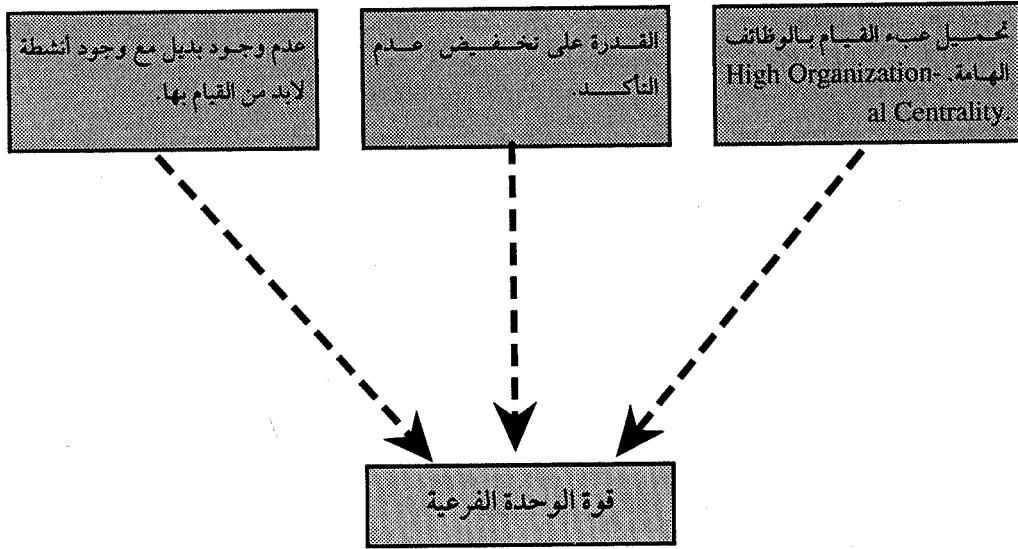 تحميل عبء القيام بالوظائف
الهامة. High Organization-
al Centrality.
القدرة على تخفيض عدم
التأكد.
عدم وجود بديل مع وجود أنشطة
لابد من القيام بها.
قوة الوحدة الفرعية